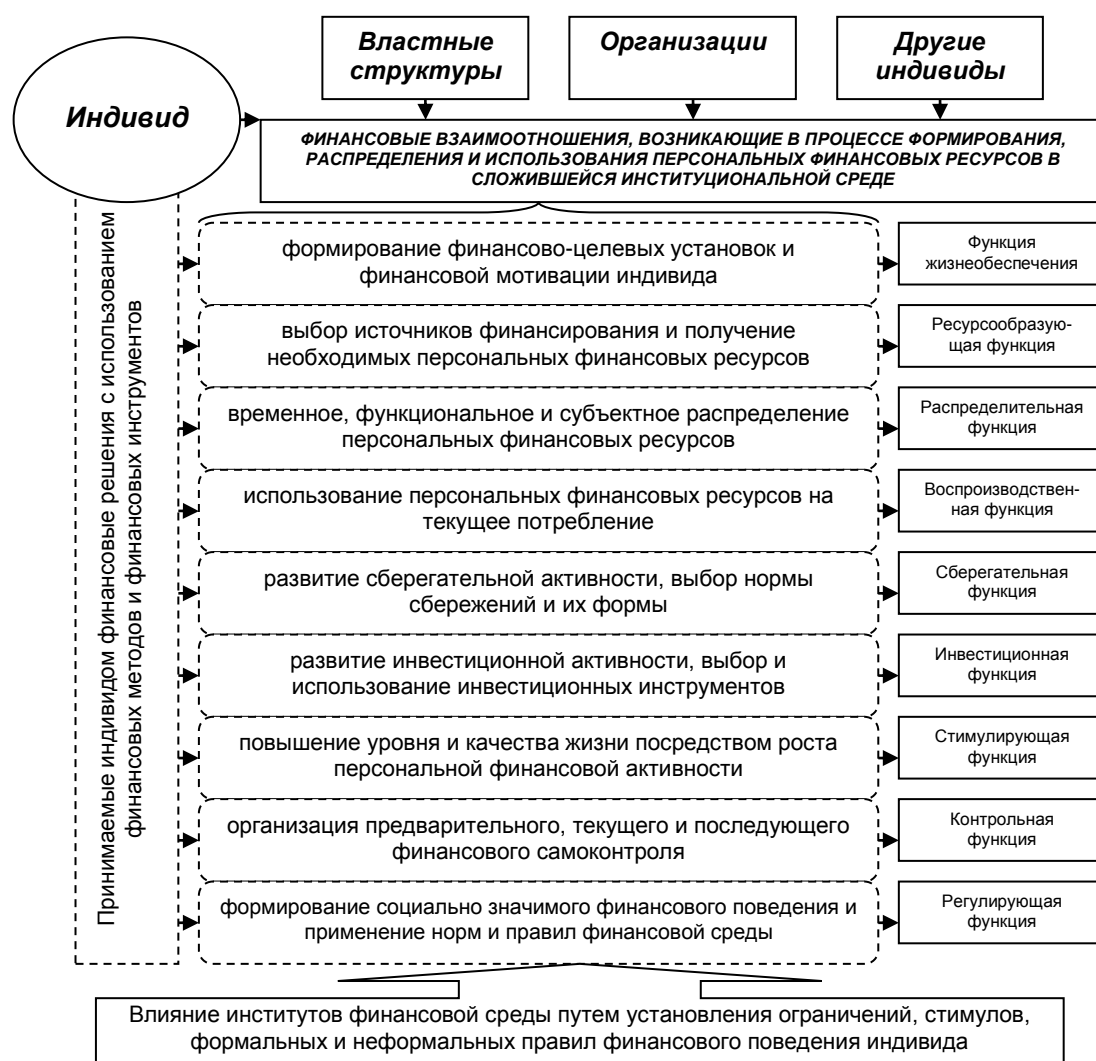 Индивид
Властные
структуры
Организации
Другие
индивиды
ФИНАНСОВЫЕ ВЗАИМООТНОШЕНИЯ, ВОЗНИКАЮЩИЕ В ПРОЦЕССЕ ФОРМИРОВАНИЯ,
РАСПРЕДЕЛЕНИЯ И ИСПОЛЬЗОВАНИЯ ПЕРСОНАЛЬНЫХ ФИНАНСОВЫХ РЕСУРСОВ В
СЛОЖИВШЕЙСЯ ИНСТИТУЦИОНАЛЬНОЙ СРЕДЕ
Принимаемые индивидом финансовые решения с использованием
финансовых методов и финансовых инструментов
формирование финансово-целевых установок и
финансовой мотивации индивида
Функция
жизнеобеспечения
выбор источников финансирования и получение
необходимых персональных финансовых ресурсов
Ресурсообразую-
щая функция
временное, функциональное и субъектное распределение
персональных финансовых ресурсов
Распределительная
функция
использование персональных финансовых ресурсов на
текущее потребление
Воспроизводствен-
ная функция
развитие сберегательной активности, выбор нормы
сбережений и их формы
Сберегательная
функция
развитие инвестиционной активности, выбор и
использование инвестиционных инструментов
Инвестиционная
функция
повышение уровня и качества жизни посредством роста
персональной финансовой активности
Стимулирующая
функция
организация предварительного, текущего и последующего
финансового самоконтроля
Контрольная
функция
формирование социально значимого финансового поведения и
применение норм и правил финансовой среды
Регулирующая
функция
Влияние институтов финансовой среды путем установления ограничений, стимулов,
формальных и неформальных правил финансового поведения индивида